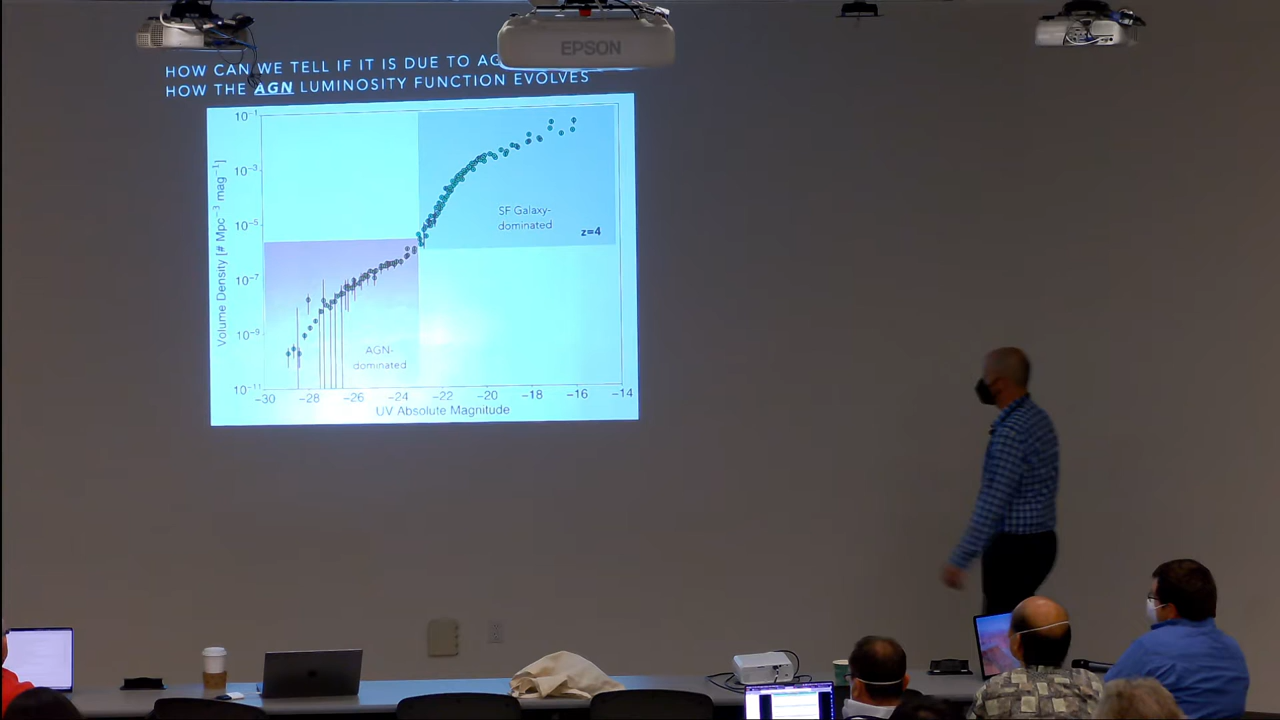 EPSON
HOW CAN WE TELL IF IT IS DUE TO
HOW THE AGN LUMINOSITY FUNCTION EVOLVES
Volume Density [# Mpc⁻³ mag⁻¹]
10⁻¹
10⁻³
10⁻⁵
10⁻⁷
10⁻⁹
10⁻¹¹
SF Galaxy-
dominated
z=4
AGN-
dominated
−30 −28 −26 −24 −22 −20 −18 −16 −14
UV Absolute Magnitude